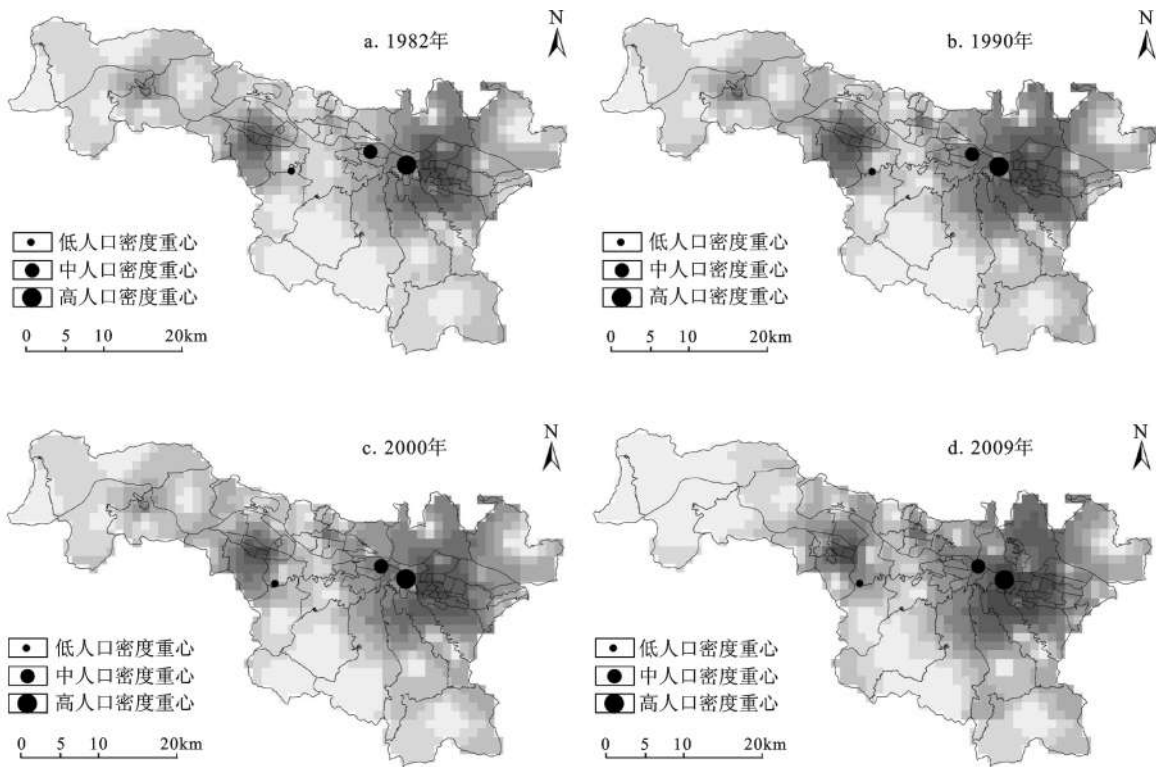 a. 1982年
N
低人口密度重心
中人口密度重心
高人口密度重心
0 5 10 20km
b. 1990年
N
低人口密度重心
中人口密度重心
高人口密度重心
0 5 10 20km
c. 2000年
N
低人口密度重心
中人口密度重心
高人口密度重心
0 5 10 20km
d. 2009年
N
低人口密度重心
中人口密度重心
高人口密度重心
0 5 10 20km